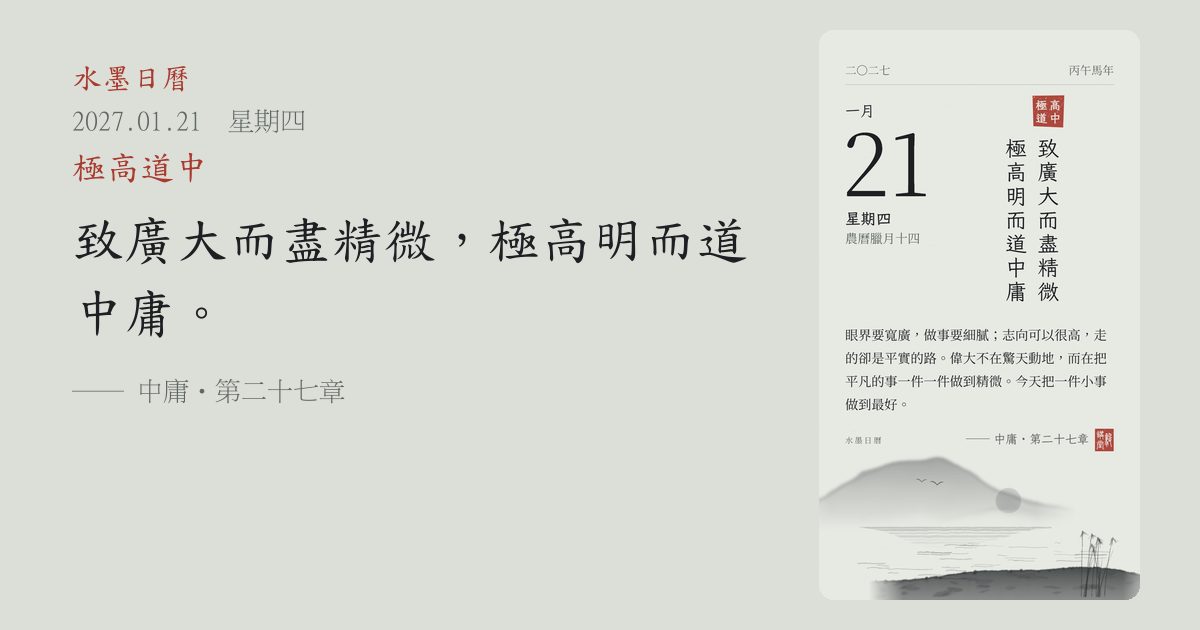 水墨日曆
2027.01.21 星期四
極高道中
致廣大而盡精微，極高明而道
中庸。
—— 中庸·第二十七章
二〇二七
丙午馬年
一月
21
星期四
農曆臘月十四
極高道中
致廣大而盡精微
極高明而道中庸
眼界要寬廣，做事要細膩；志向可以很高，走
的卻是平實的路。偉大不在驚天動地，而在把
平凡的事一件一件做到精微。今天把一件小事
做到最好。
水墨日曆
—— 中庸·第二十七章